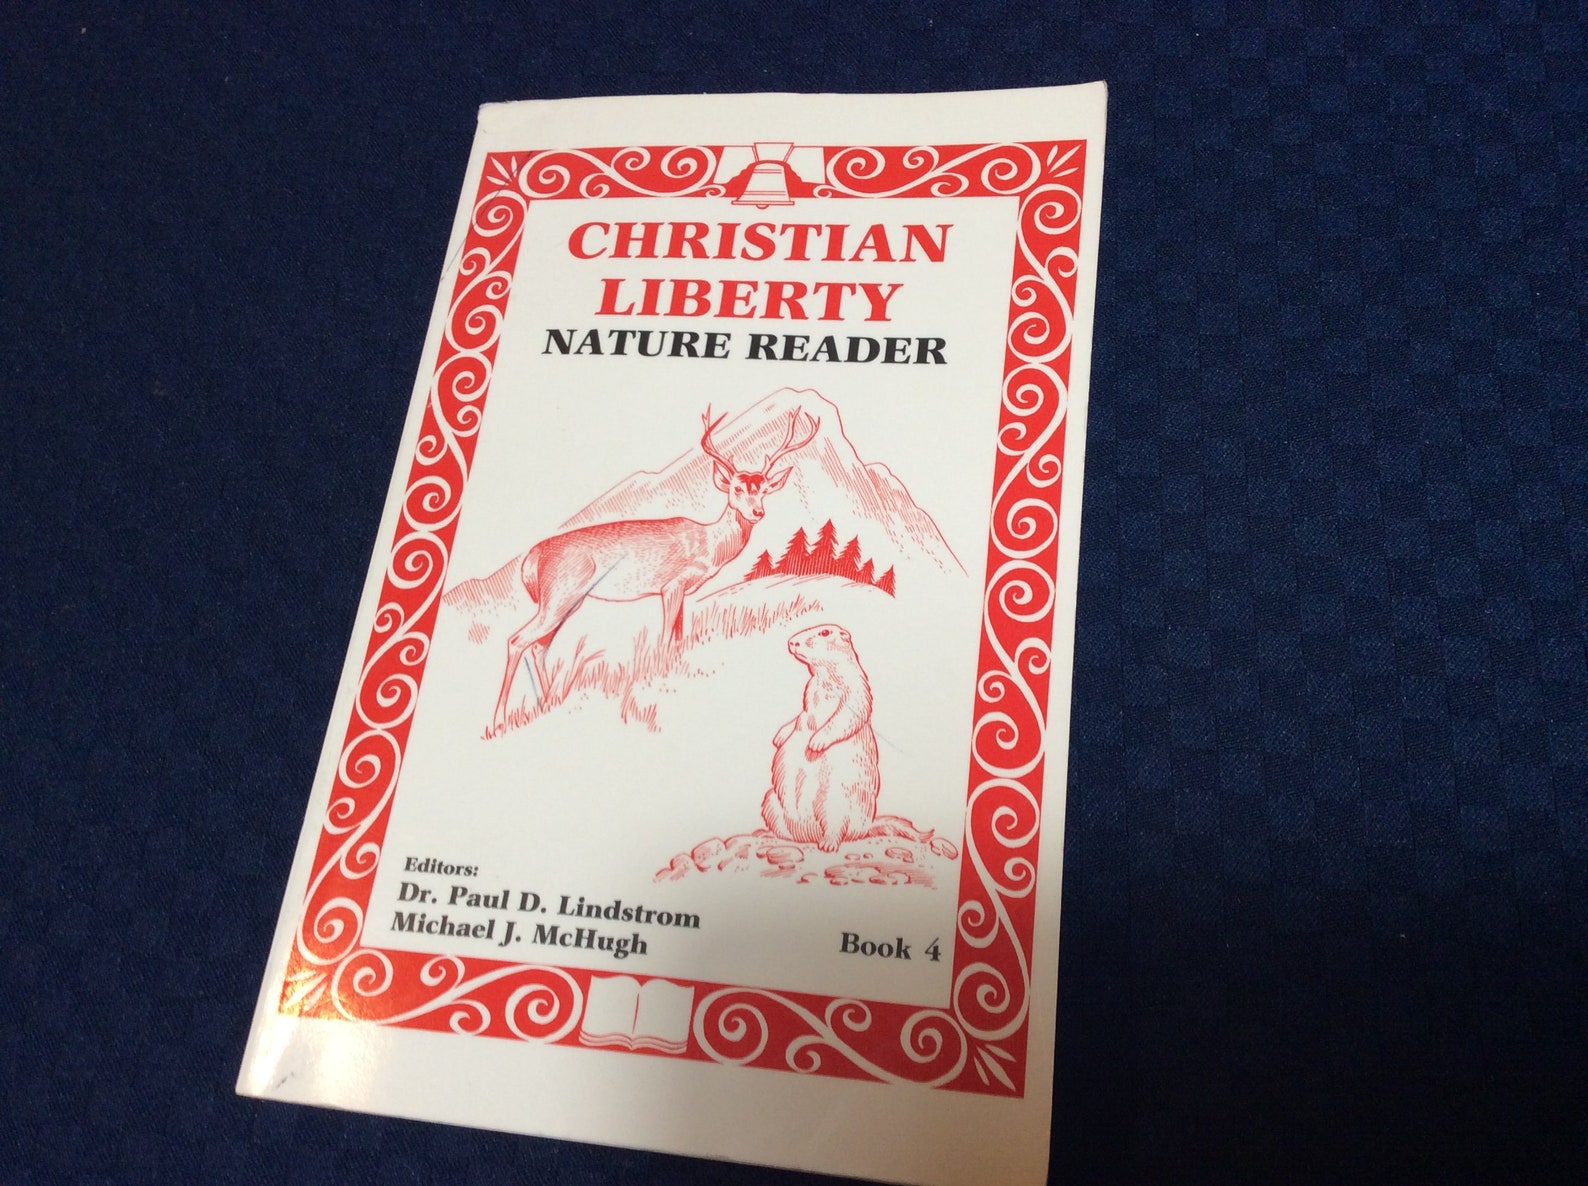 CHRISTIAN
LIBERTY
NATURE READER
Editors:
Dr. Paul D. Lindstrom
Michael J. McHugh
Book 4